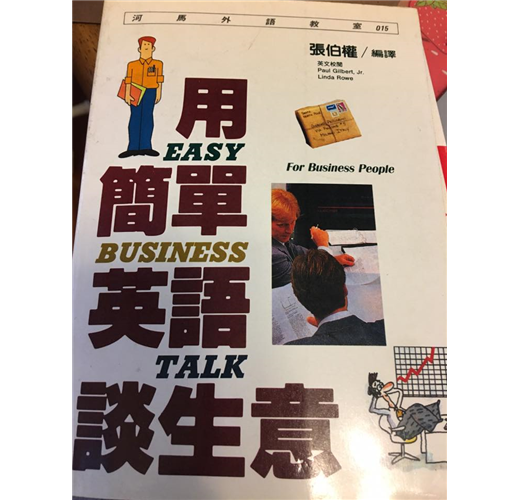 河馬外語教室 015
張伯權/編譯
英文校閱
Paul Gilbert, Jr.
Linda Rowe
用
EASY
For Business People
簡單
BUSINESS
英語
TALK
談生意